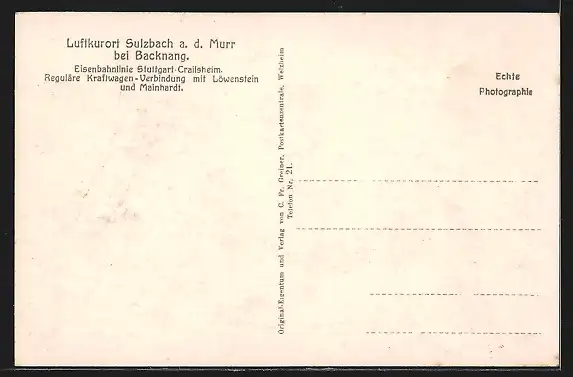 Luftkurort Sulzbach a. d. Murr
bei Backnang.
Eisenbahnlinie Stuttgart-Crailsheim.
Reguläre Kraftwagen-Verbindung mit Löwenstein
und Mainhardt.
Original-Eigentum und Verlag von C. Fr. Greiner, Postkartenzentrale, Welzheim
Telefon Nr. 21.
Echte
Photographie